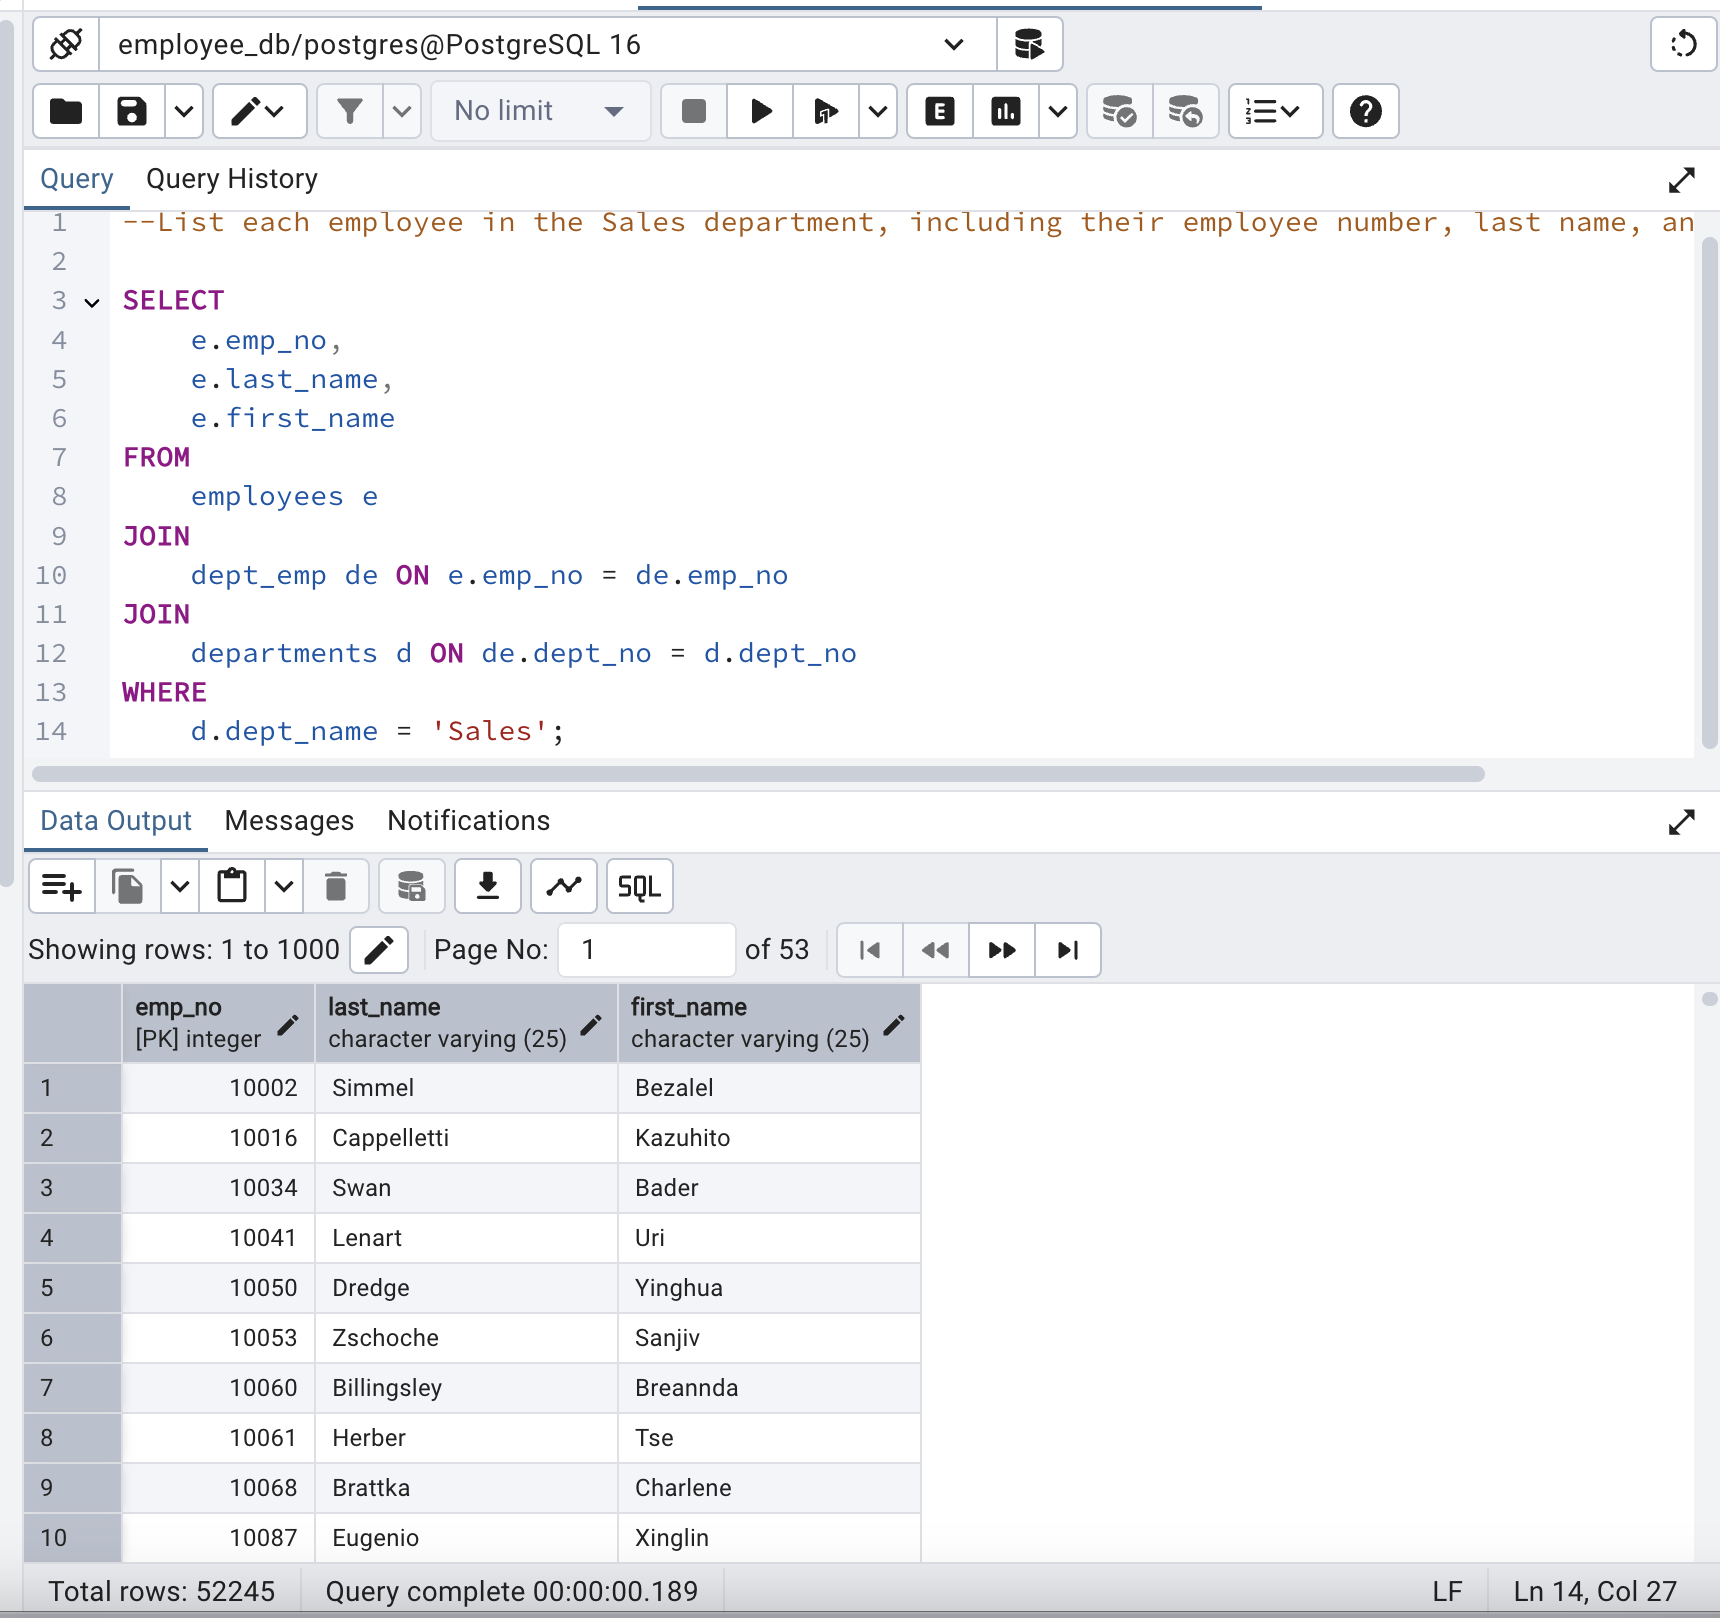 employee_db/postgres@PostgreSQL 16
No limit
E
Query Query History
1 --List each employee in the Sales department, including their employee number, last name, an
2
3 SELECT
4 e.emp_no,
5 e.last_name,
6 e.first_name
7 FROM
8 employees e
9 JOIN
10 dept_emp de ON e.emp_no = de.emp_no
11 JOIN
12 departments d ON de.dept_no = d.dept_no
13 WHERE
14 d.dept_name = 'Sales';
Data Output Messages Notifications
SQL
Showing rows: 1 to 1000 Page No: 1 of 53
emp_no last_name first_name
[PK] integer character varying (25) character varying (25)
1 10002 Simmel Bezalel
2 10016 Cappelletti Kazuhito
3 10034 Swan Bader
4 10041 Lenart Uri
5 10050 Dredge Yinghua
6 10053 Zschoche Sanjiv
7 10060 Billingsley Breannda
8 10061 Herber Tse
9 10068 Brattka Charlene
10 10087 Eugenio Xinglin
Total rows: 52245 Query complete 00:00:00.189 LF Ln 14, Col 27